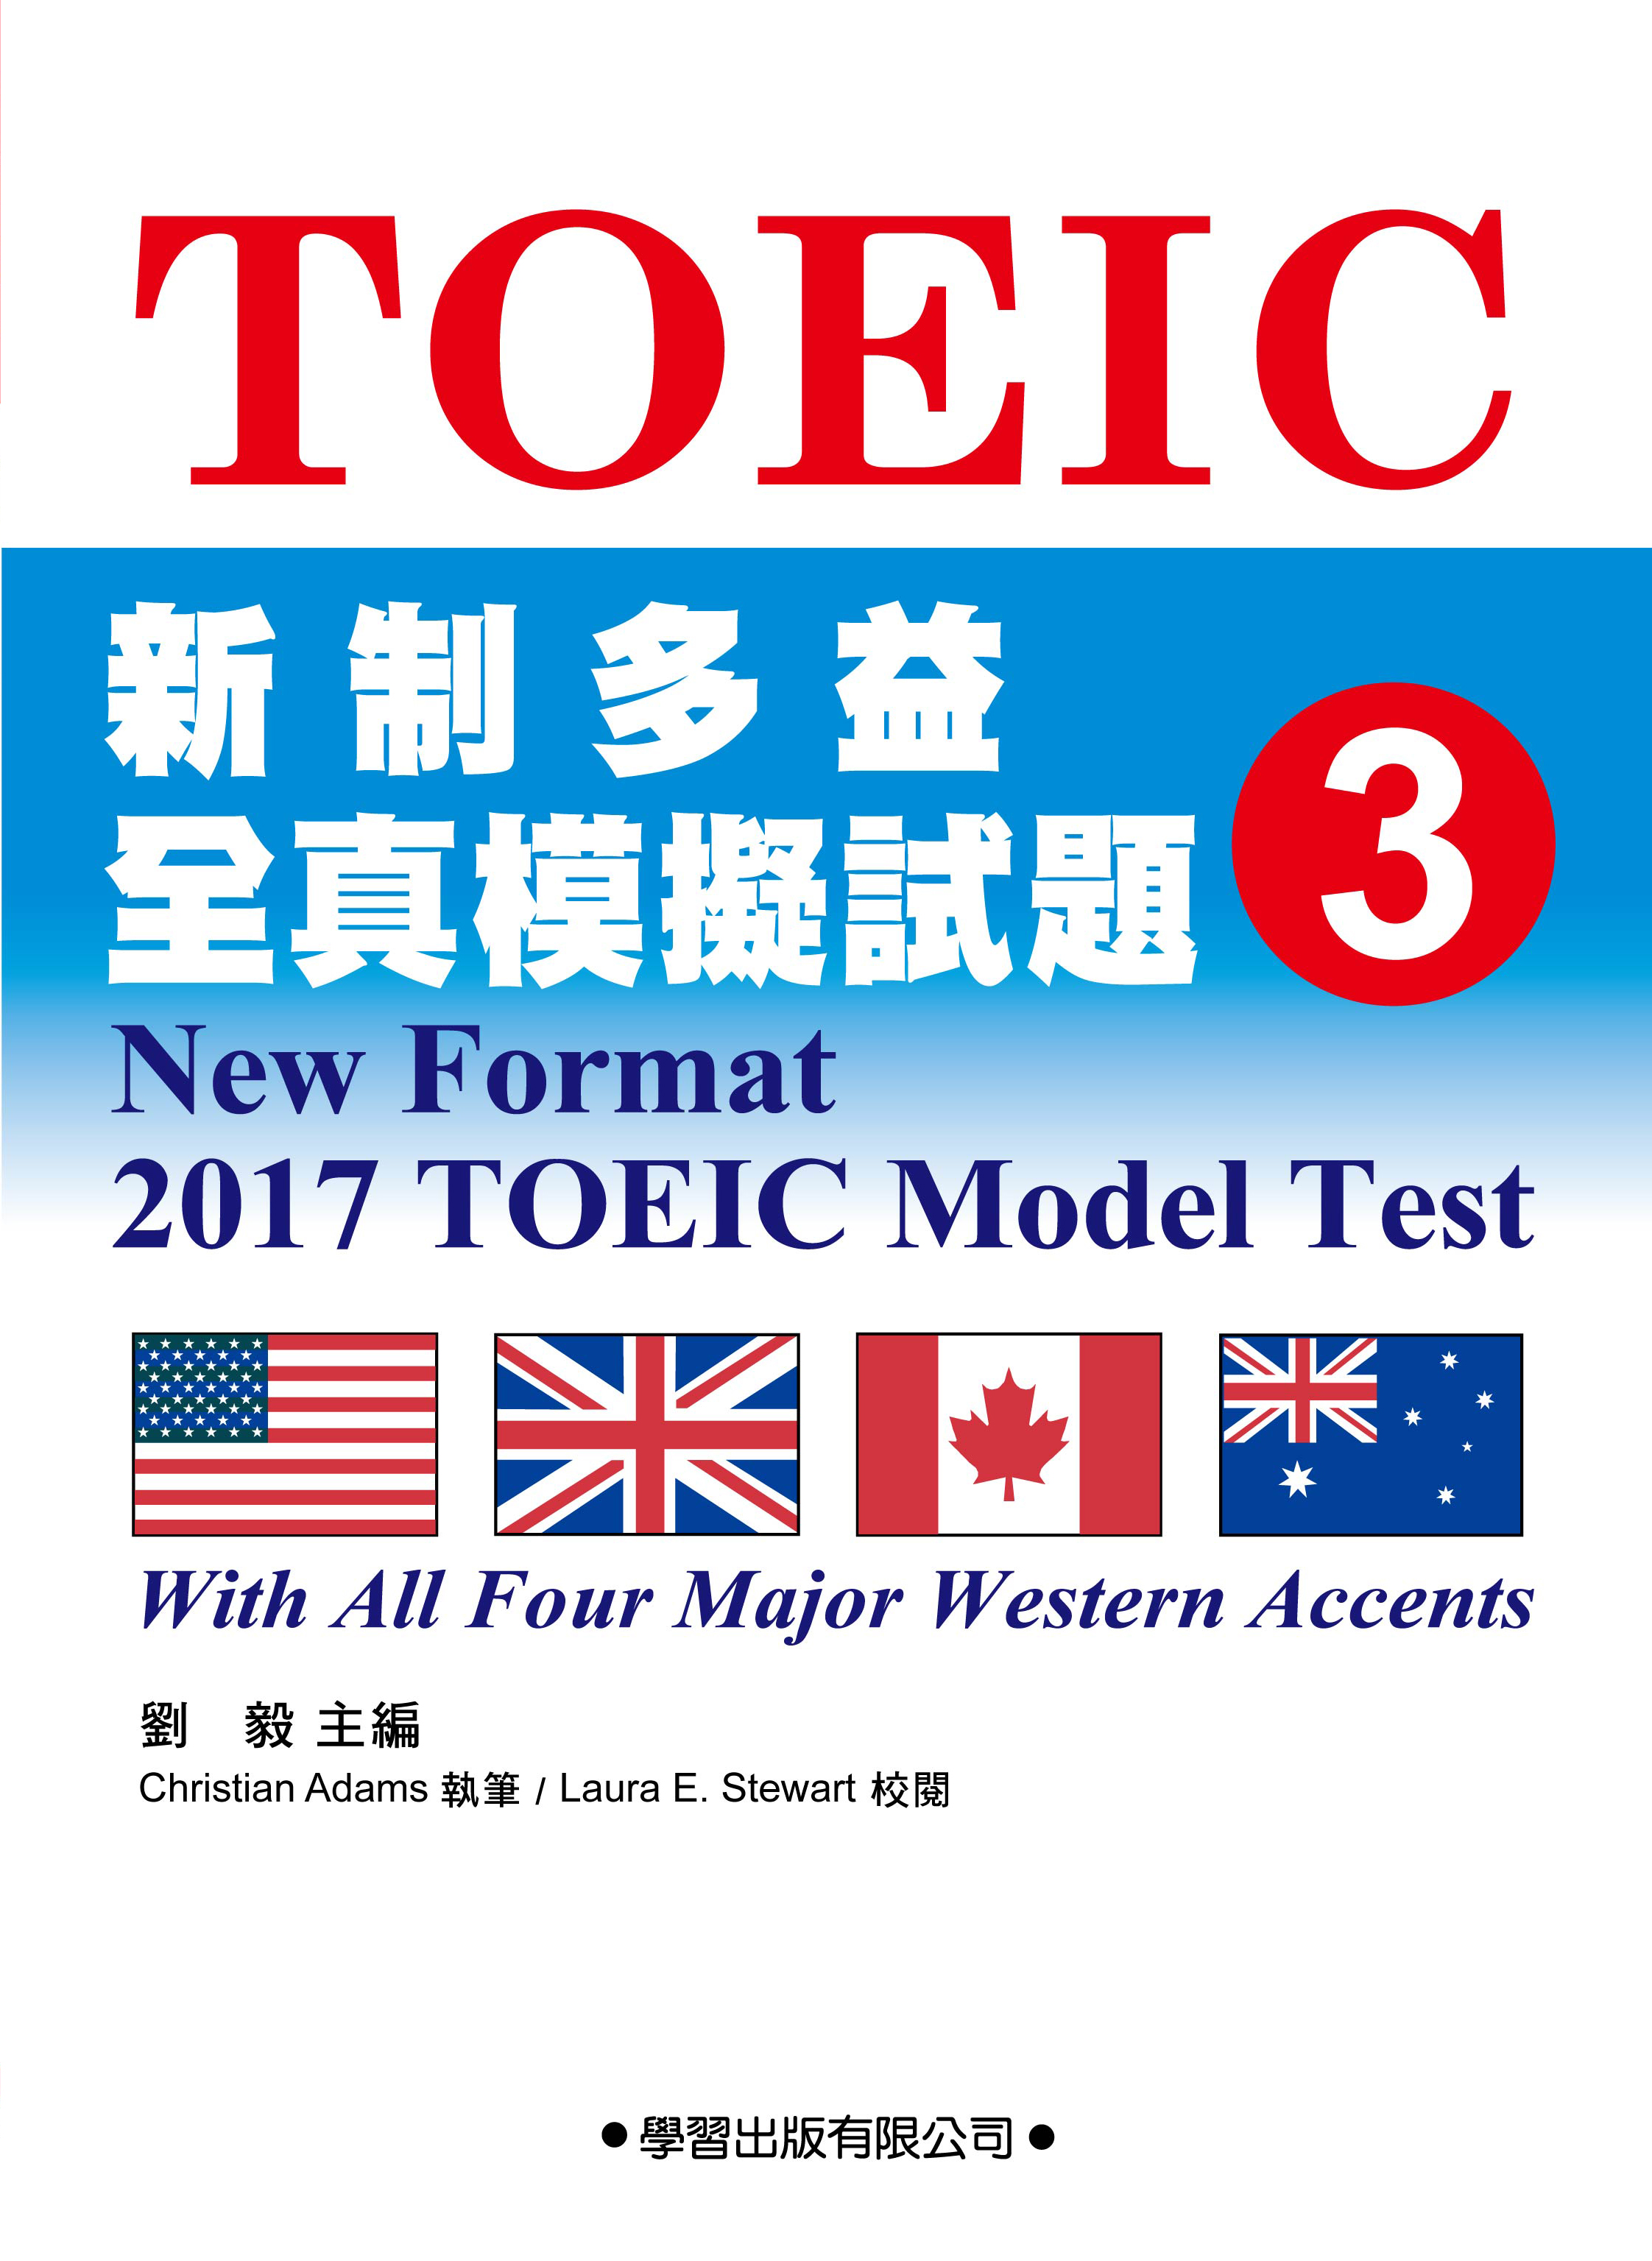 TOEIC
新制多益
全真模擬試題 3
New Format
2017 TOEIC Model Test
With All Four Major Western Accents
劉 毅 主編
Christian Adams 執筆 / Laura E. Stewart 校閱
● 學習出版有限公司 ●